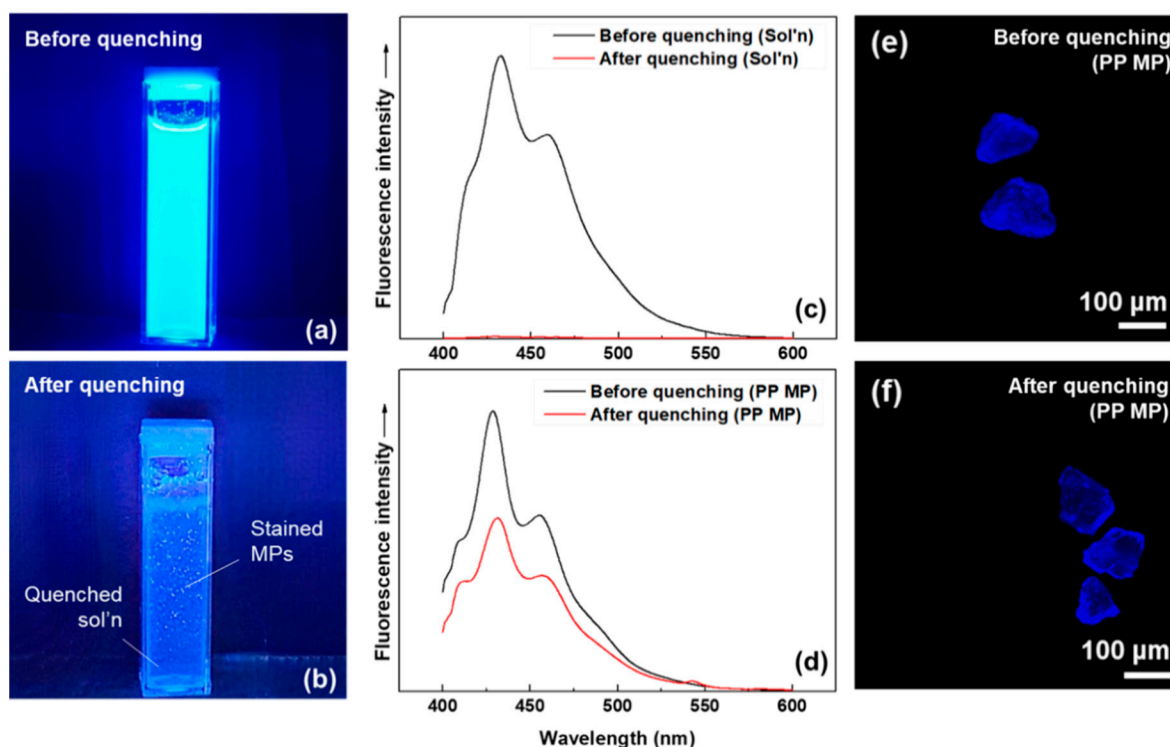 Before quenching
(a)
After quenching
Stained
MPs
Quenched
sol'n
(b)
Fluorescence intensity
Before quenching (Sol'n)
After quenching (Sol'n)
(c)
400 450 500 550 600
Fluorescence intensity
Before quenching (PP MP)
After quenching (PP MP)
(d)
400 450 500 550 600
Wavelength (nm)
(e)
Before quenching
(PP MP)
100 µm
(f)
After quenching
(PP MP)
100 µm